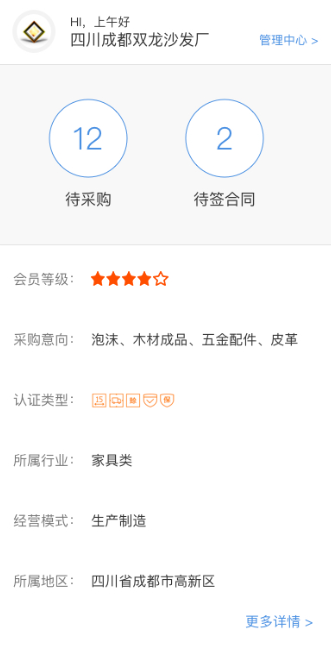 HI，上午好
四川成都双龙沙发厂
管理中心 >
12
2
待采购
待签合同
会员等级：
采购意向： 泡沫、木材成品、五金配件、皮革
认证类型： 15 保
所属行业： 家具类
经营模式： 生产制造
所属地区： 四川省成都市高新区
更多详情 >